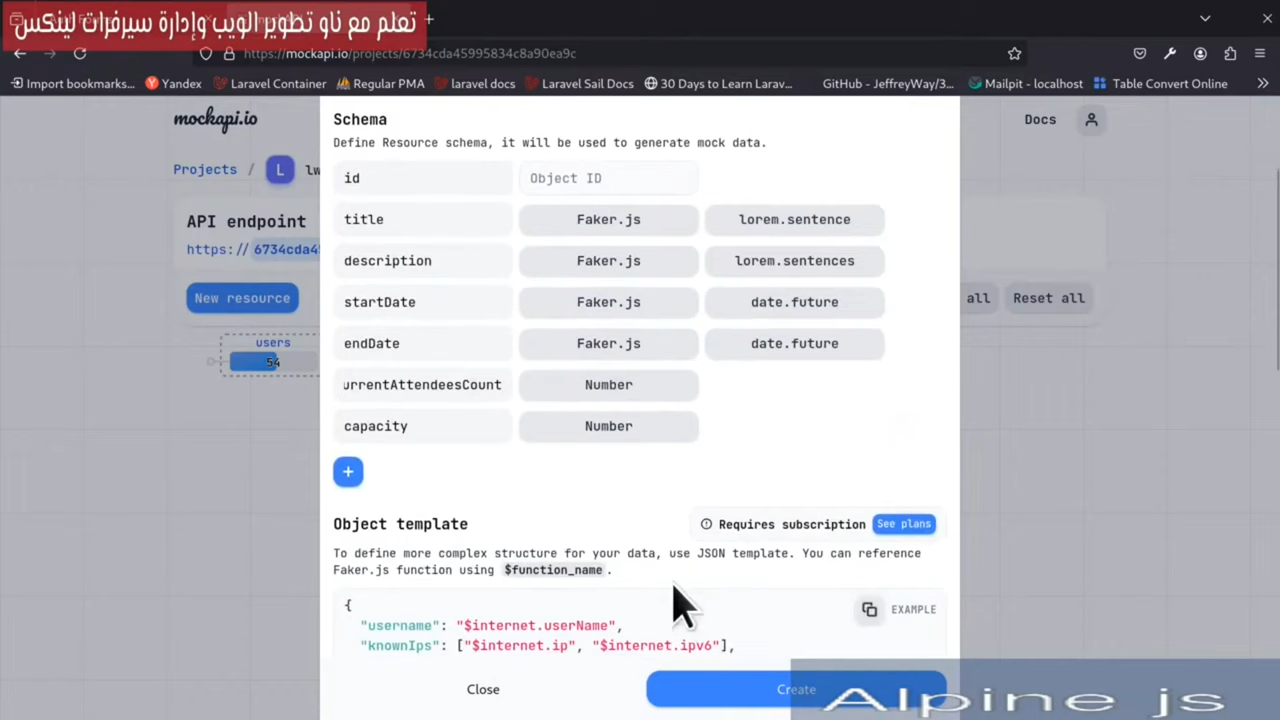 تعلم مع ناو تطوير الويب وإدارة سيرفرات لينكس
https://mockapi.io/projects/6734cda45995834c8a90ea9c
Import bookmarks... Yandex Laravel Container Regular PMA laravel docs Laravel Sail Docs 30 Days to Learn Larav... GitHub - JeffreyWay/3... Mailpit - localhost Table Convert Online
mockapi.io
Docs
Projects / L lw
API endpoint
https:// 6734cda45
New resource
all
Reset all
users
54
Schema
Define Resource schema, it will be used to generate mock data.
id Object ID
title Faker.js lorem.sentence
description Faker.js lorem.sentences
startDate Faker.js date.future
endDate Faker.js date.future
urrentAttendeesCount Number
capacity Number
+
Object template
Requires subscription See plans
To define more complex structure for your data, use JSON template. You can reference
Faker.js function using $function_name.
{
EXAMPLE
"username": "$internet.userName",
"knownIps": ["$internet.ip", "$internet.ipv6"],
Close Create
Alpine js